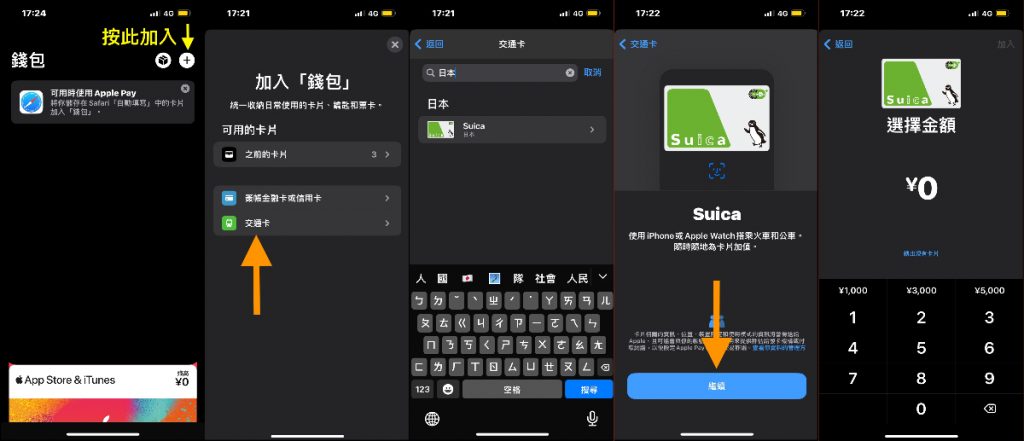 17:24
4G
按此加入
錢包
可用時使用 Apple Pay
將你儲存在 Safari「自動填寫」中的卡片
加入「錢包」。
App Store & iTunes
¥0
17:21
4G
加入「錢包」
統一收納日常使用的卡片、鑰匙和票卡。
可用的卡片
之前的卡片
3
簽帳金融卡或信用卡
交通卡
17:21
4G
返回
交通卡
日本
取消
日本
Suica
日本
人 國 🇯🇵 🗾 隊 社會 人民
ㄅ ㄉ ˇ ˋ ㄓ ˊ ˙ ㄚ ㄞ ㄢ ㄦ
ㄆ ㄊ ㄍ ㄐ ㄔ ㄗ ㄧ ㄛ ㄟ ㄣ
ㄇ ㄋ ㄎ ㄑ ㄕ ㄘ ㄨ ㄜ ㄠ ㄤ
ㄈ ㄌ ㄏ ㄒ ㄖ ㄙ ㄩ ㄝ ㄡ ㄥ
123
空格
搜尋
17:22
4G
交通卡
Suica
Suica
使用 iPhone 或 Apple Watch 搭乘火車和公車。
隨時隨地為卡片加值。
繼續
17:22
4G
返回
加入
Suica
選擇金額
¥0
¥1,000 ¥3,000 ¥5,000
1 2 3
4 5 6
7 8 9
0